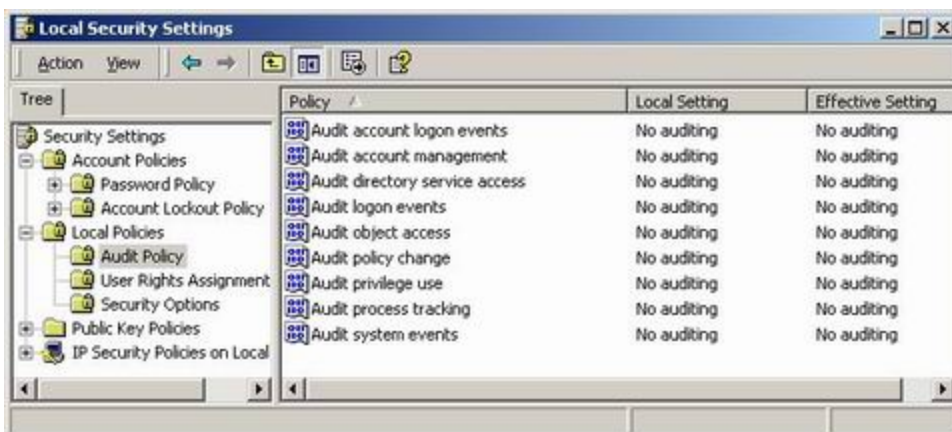 Local Security Settings
Action View
Tree
Security Settings
Account Policies
Password Policy
Account Lockout Policy
Local Policies
Audit Policy
User Rights Assignment
Security Options
Public Key Policies
IP Security Policies on Local
Policy Local Setting Effective Setting
Audit account logon events No auditing No auditing
Audit account management No auditing No auditing
Audit directory service access No auditing No auditing
Audit logon events No auditing No auditing
Audit object access No auditing No auditing
Audit policy change No auditing No auditing
Audit privilege use No auditing No auditing
Audit process tracking No auditing No auditing
Audit system events No auditing No auditing